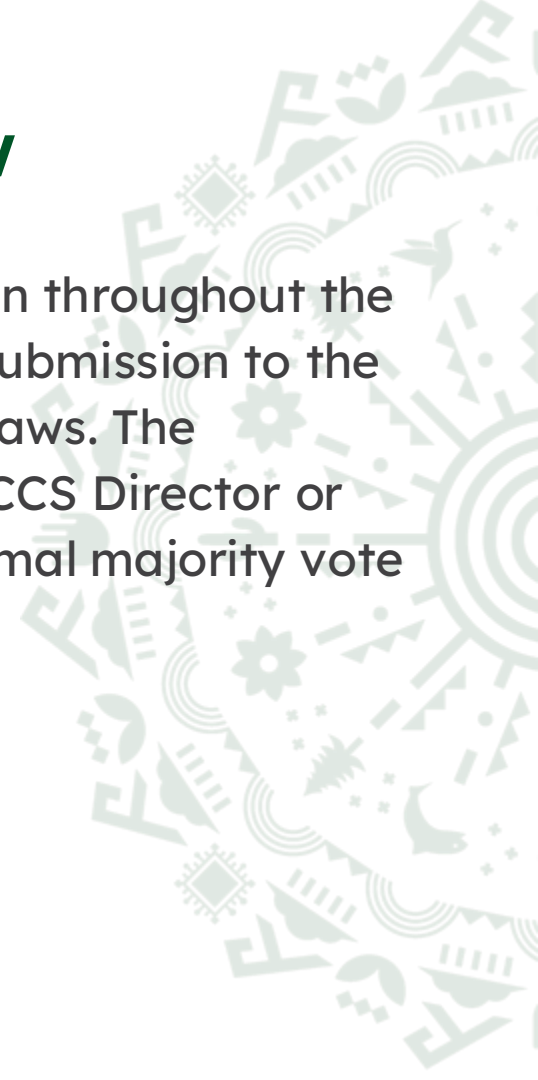 y
n throughout the
ubmission to the
aws. The
CCS Director or
mal majority vote